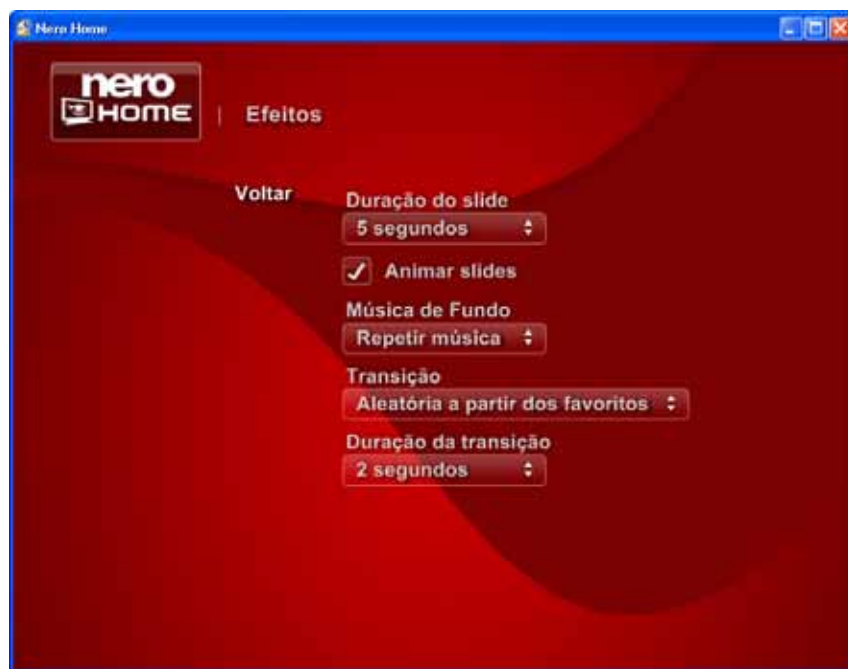 Nero Home
nero
HOME
| Efeitos
Voltar
Duração do slide
5 segundos
Animar slides
Música de Fundo
Repetir música
Transição
Aleatória a partir dos favoritos
Duração da transição
2 segundos